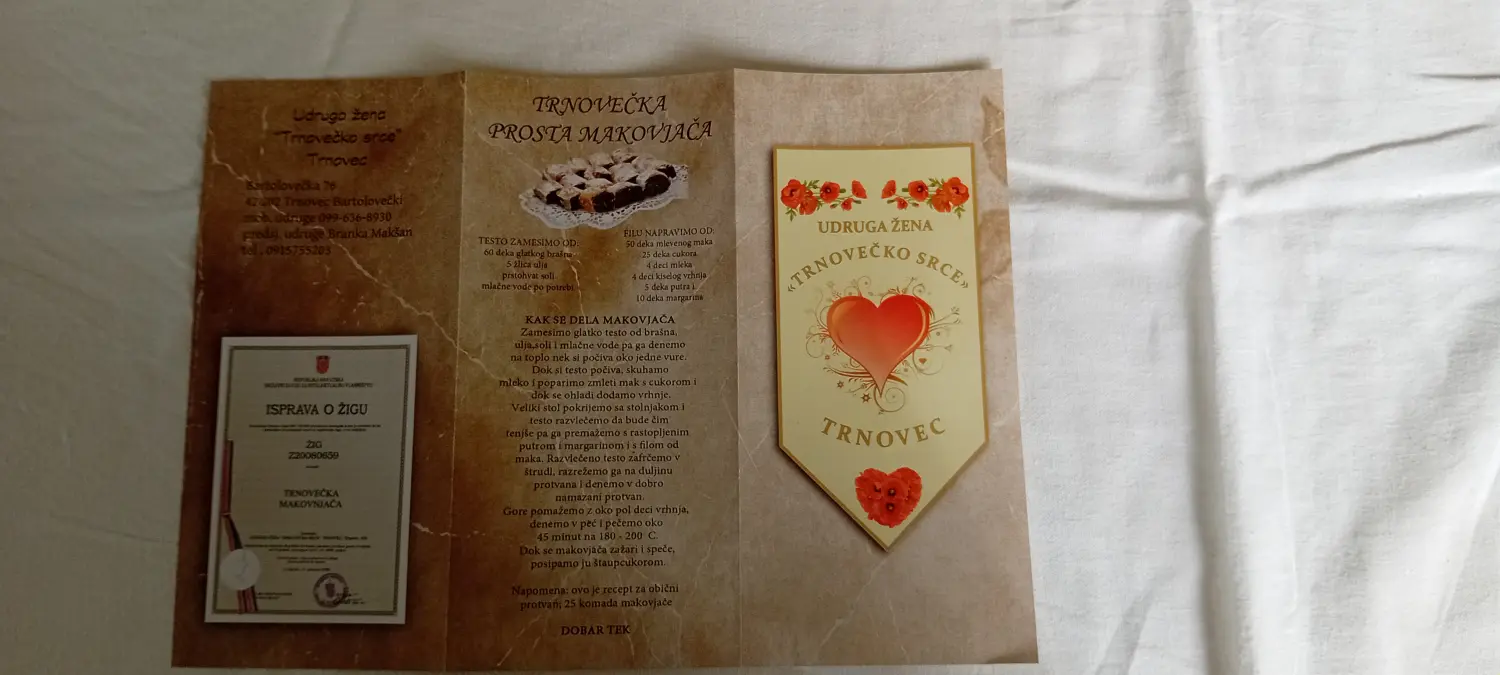 Udruga žena
"Trnovečko srce"
Trnovec
Bartolovečka 76
42 202 Trnovec Bartolovečki
mob. udruge 099-636-8930
preds. udruge Branka Makšan
tel . 0915755203
ISPRAVA O ŽIGU
ŽIG
Z20080659
TRNOVEČKA
MAKOVNJAČA
TRNOVEČKA
PROSTA MAKOVJAČA
TESTO ZAMESIMO OD:
60 deka glatkog brašna
5 žlica ulja
prstohvat soli
mlačne vode po potrebi
FILU NAPRAVIMO OD:
50 deka mlevenog maka
25 deka cukora
4 deci mleka
4 deci kiselog vrhnja
5 deka putra i
10 deka margarina
KAK SE DELA MAKOVJAČA
Zamesimo glatko testo od brašna,
ulja,soli i mlačne vode pa ga denemo
na toplo nek si počiva oko jedne vure.
Dok si testo počiva, skuhamo
mleko i poparimo zmleti mak s cukorom i
dok se ohladi dodamo vrhnje.
Veliki stol pokrijemo sa stolnjakom i
testo razvlečemo da bude čim
tenjše pa ga premažemo s rastopljenim
putrom i margarinom i s filom od
maka. Razvlečeno testo zafrčemo v
štrudl, razrežemo ga na duljinu
protvana i denemo v dobro
namazani protvan.
Gore pomažemo z oko pol deci vrhnja,
denemo v peć i pečemo oko
45 minut na 180 - 200 C.
Dok se makovjača zažari i speče,
posipamo ju štaupcukorom.
Napomena: ovo je recept za obični
protvan; 25 komada makovjače
DOBAR TEK
UDRUGA ŽENA
«TRNOVEČKO SRCE»
TRNOVEC